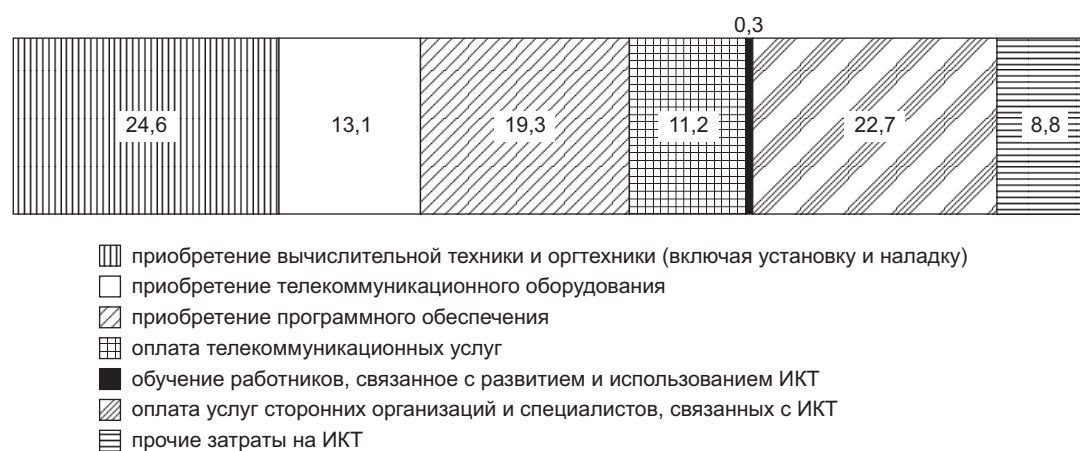 0,3
24,6 13,1 19,3 11,2 22,7 8,8
приобретение вычислительной техники и оргтехники (включая установку и наладку)
приобретение телекоммуникационного оборудования
приобретение программного обеспечения
оплата телекоммуникационных услуг
обучение работников, связанное с развитием и использованием ИКТ
оплата услуг сторонних организаций и специалистов, связанных с ИКТ
прочие затраты на ИКТ